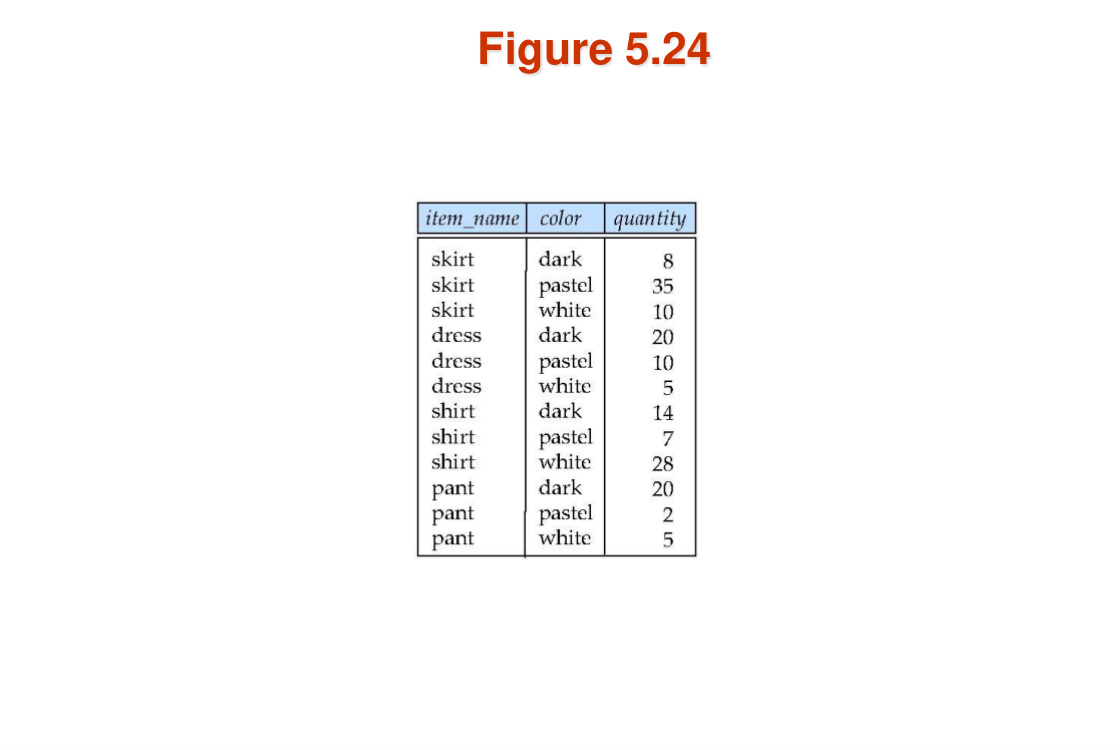 Figure 5.24
item_name color quantity
skirt dark 8
skirt pastel 35
skirt white 10
dress dark 20
dress pastel 10
dress white 5
shirt dark 14
shirt pastel 7
shirt white 28
pant dark 20
pant pastel 2
pant white 5